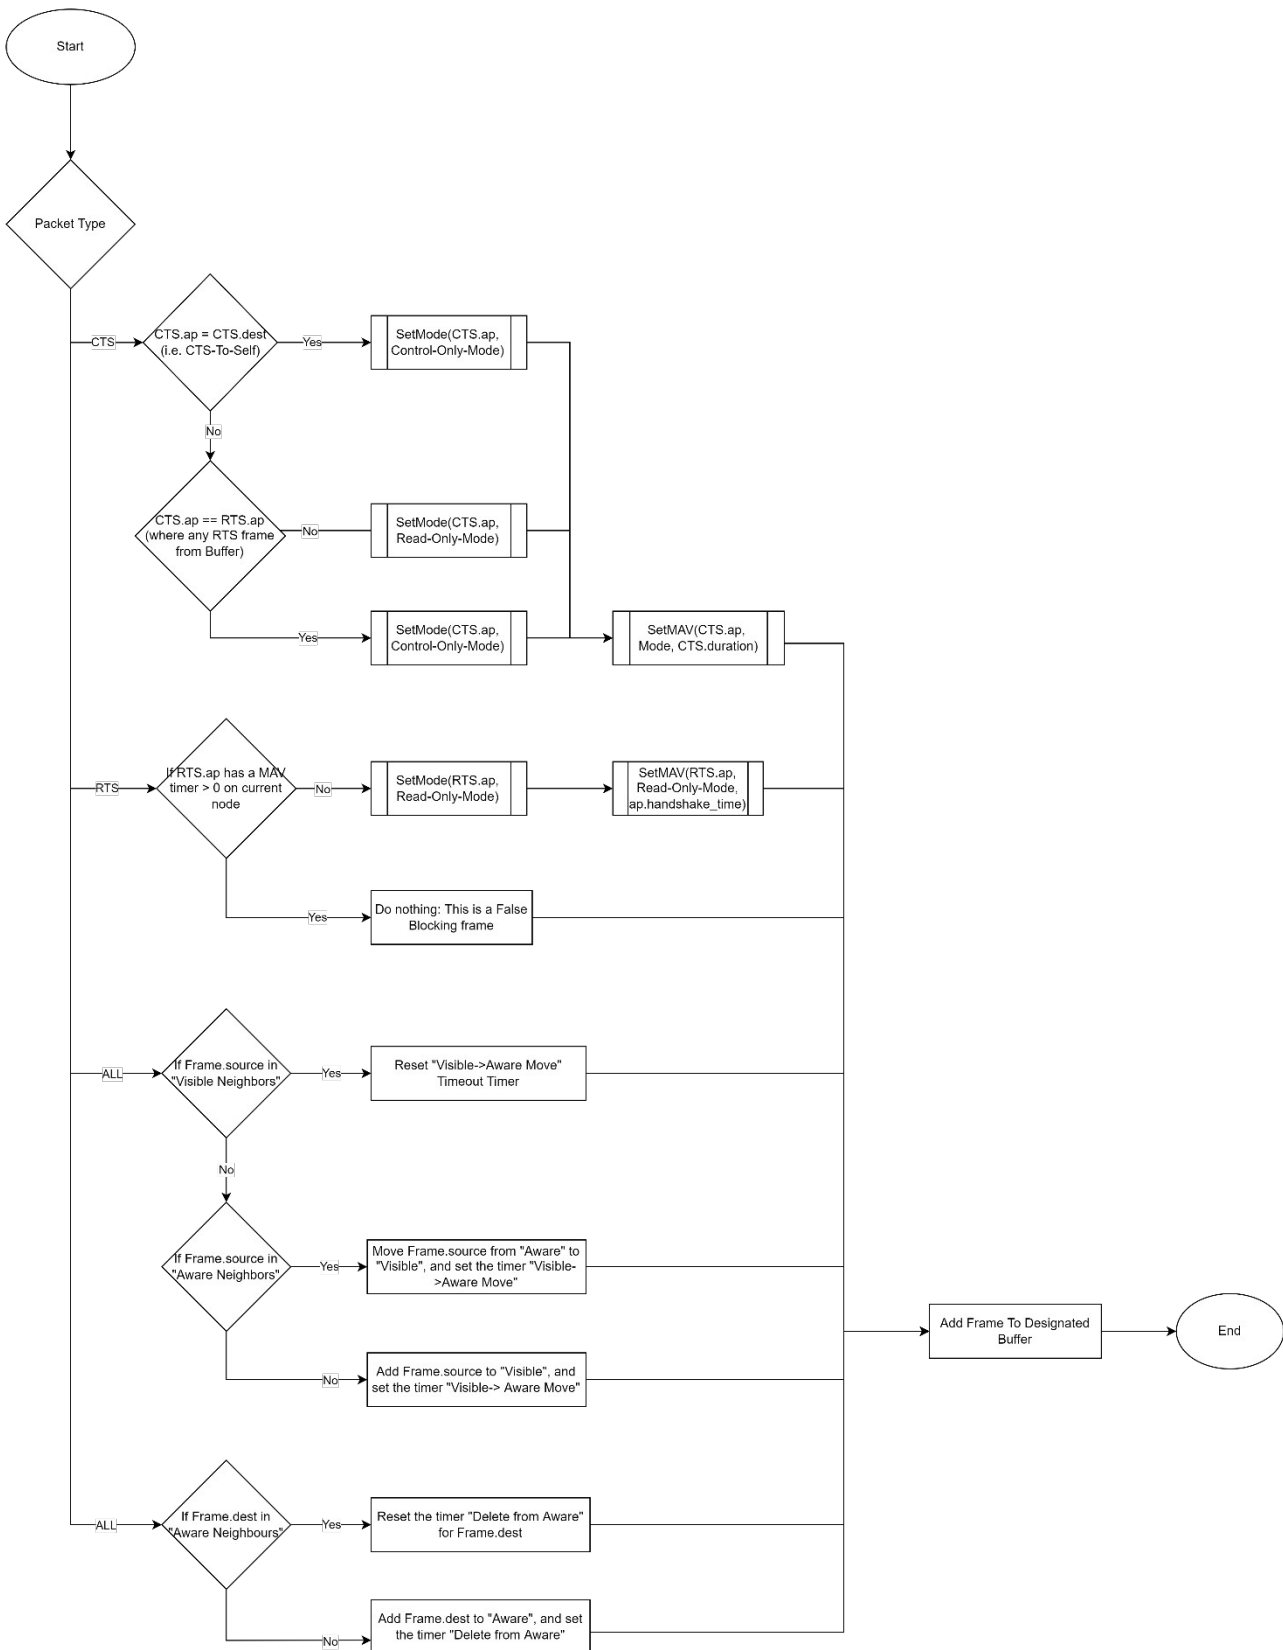 Start
Packet Type
CTS
CTS.ap = CTS.dest
(i.e. CTS-To-Self)
Yes
SetMode(CTS.ap,
Control-Only-Mode)
No
CTS.ap == RTS.ap
(where any RTS frame
from Buffer)
No
SetMode(CTS.ap,
Read-Only-Mode)
Yes
SetMode(CTS.ap,
Control-Only-Mode)
SetMAV(CTS.ap,
Mode, CTS.duration)
RTS
If RTS.ap has a MAV
timer > 0 on current
node
No
SetMode(RTS.ap,
Read-Only-Mode)
SetMAV(RTS.ap,
Read-Only-Mode,
ap.handshake_time)
Yes
Do nothing: This is a False
Blocking frame
ALL
If Frame.source in
"Visible Neighbors"
Yes
Reset "Visible->Aware Move"
Timeout Timer
No
If Frame.source in
"Aware Neighbors"
Yes
Move Frame.source from "Aware" to
"Visible", and set the timer "Visible-
>Aware Move"
No
Add Frame.source to "Visible", and
set the timer "Visible-> Aware Move"
Add Frame To Designated
Buffer
End
ALL
If Frame.dest in
"Aware Neighbours"
Yes
Reset the timer "Delete from Aware"
for Frame.dest
No
Add Frame.dest to "Aware", and set
the timer "Delete from Aware"